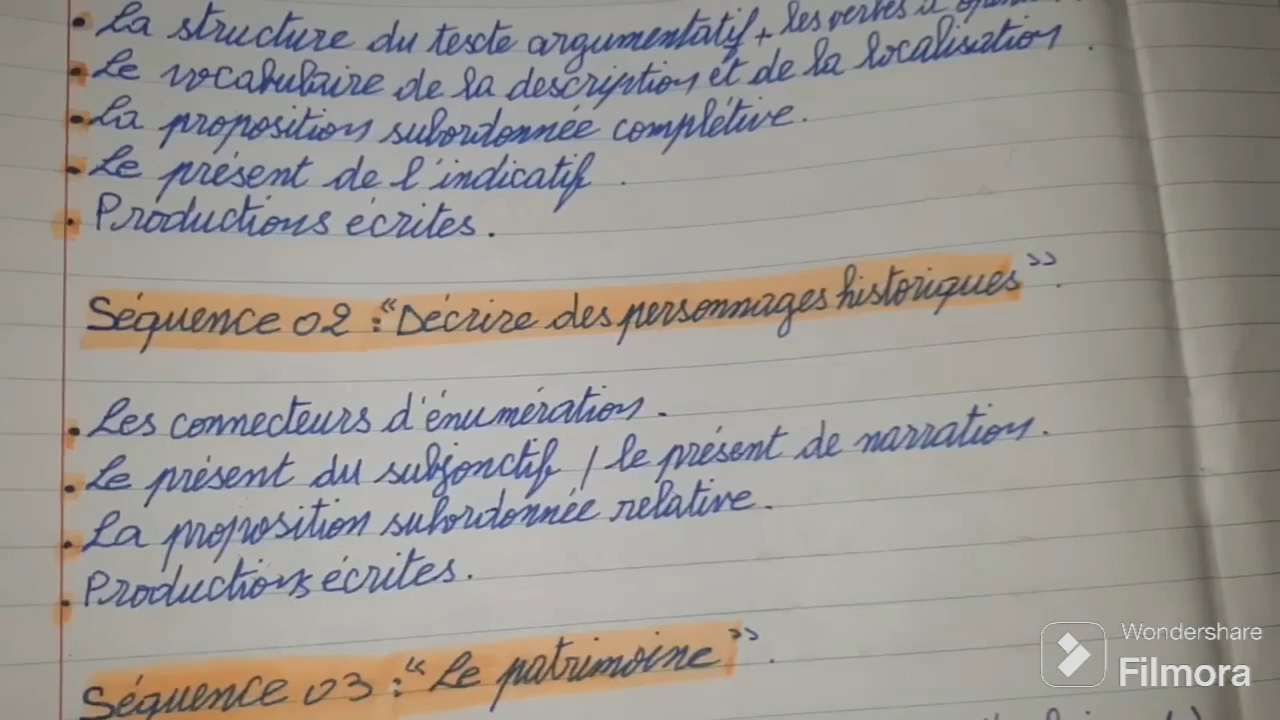 • La structure du texte argumentatif + les verbes d'
• Le vocabulaire de la description et de la localisation.
• La proposition subordonnée complétive.
• Le présent de l'indicatif.
• Productions écrites.
Séquence 02 : "Décrire des personnages historiques".
• Les connecteurs d'énumération.
• Le présent du subjonctif / le présent de narration.
• La proposition subordonnée relative.
• Productions écrites.
Séquence 03 : "Le patrimoine".
Wondershare
Filmora